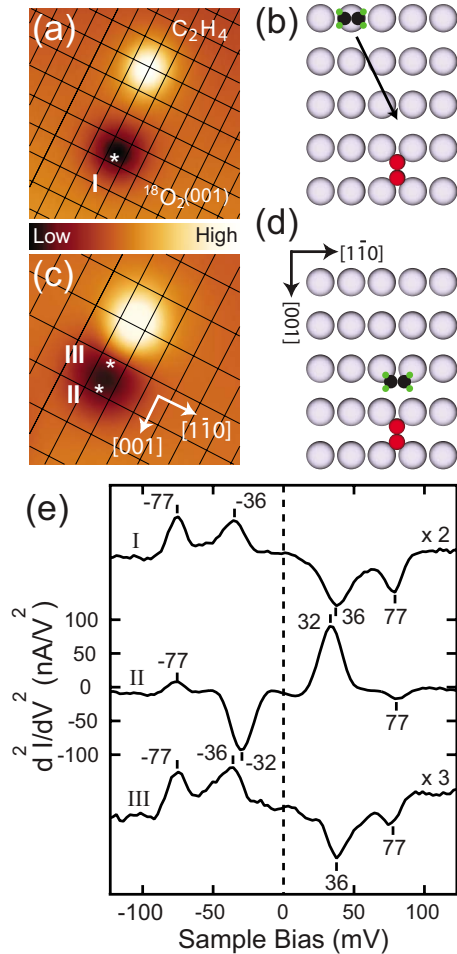 (a)
C₂H₄
*
I
¹⁸O₂(001)
Low High
(b)
(c)
III *
II *
[001]
[11̄0]
(d)
[11̄0]
[001]
(e)
d²I/dV² (nA/V²)
I
-77
-36
36
77
x 2
100
50
0
-50
-100
II
-77
-32
32
77
III
-77
-36
36
77
x 3
-100 -50 0 50 100
Sample Bias (mV)